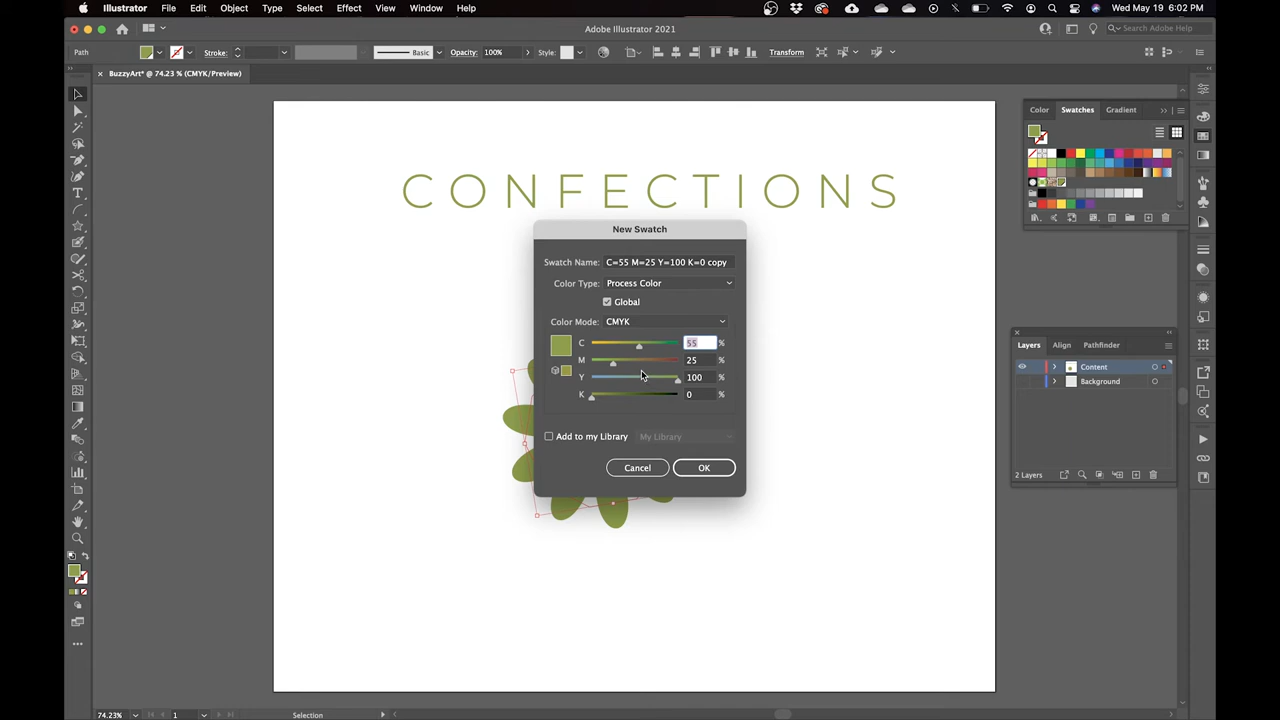 Illustrator File Edit Object Type Select Effect View Window Help Wed May 19 6:02 PM
Adobe Illustrator 2021 Search Adobe Help
Path Stroke: Basic Opacity: 100% Style: Transform
× BuzzyArt* @ 74.23 % (CMYK/Preview)
Color Swatches Gradient
CONFECTIONS
New Swatch
Swatch Name: C=55 M=25 Y=100 K=0 copy
Color Type: Process Color
Global
Color Mode: CMYK
C 55 %
M 25 %
Y 100 %
K 0 %
Add to my Library My Library
Cancel OK
Layers Align Pathfinder
Content
Background
2 Layers
74.23% 1 Selection